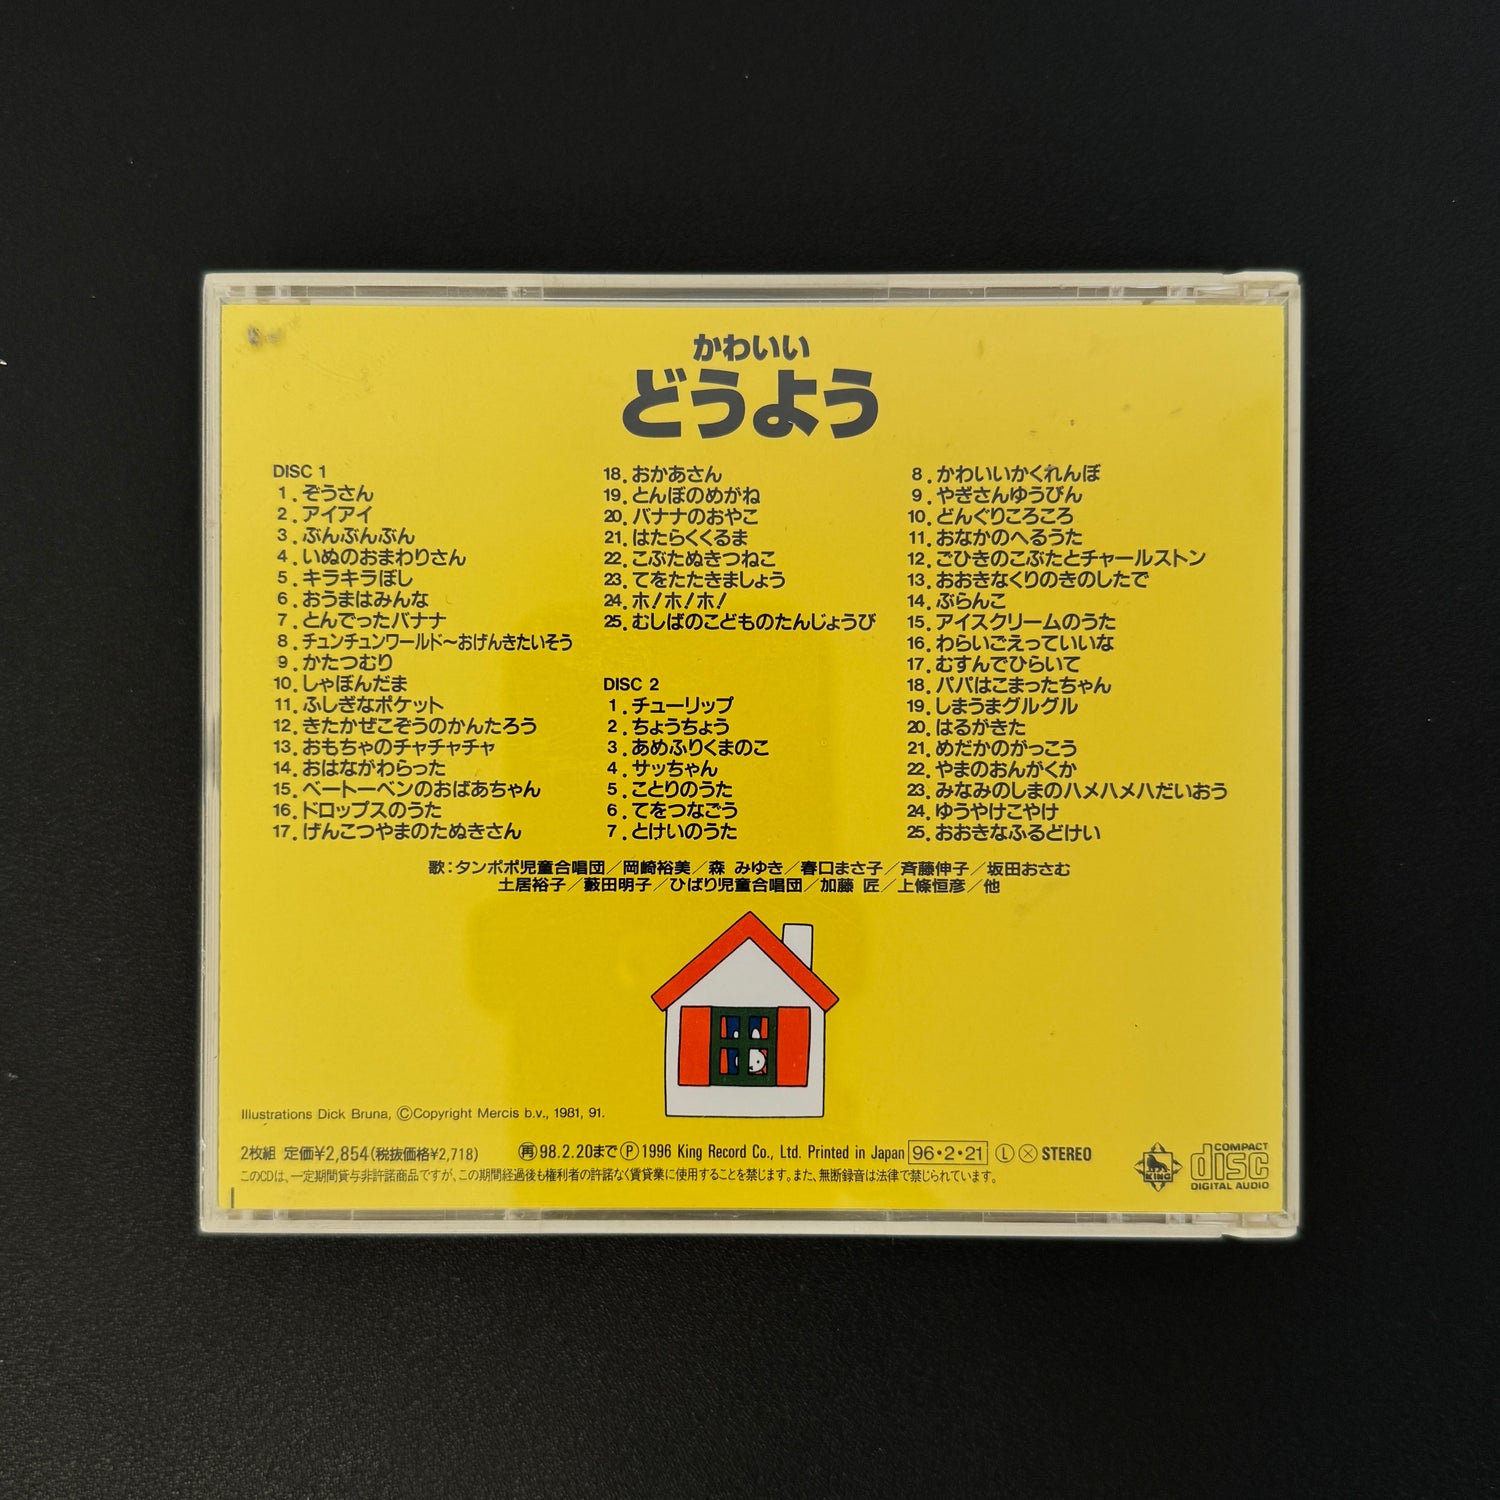 かわいい
どうよう
DISC 1
1.ぞうさん
2.アイアイ
3.ぶんぶんぶん
4.いぬのおまわりさん
5.キラキラぼし
6.おうまはみんな
7.とんでったバナナ
8.チュンチュンワールド〜おげんきたいそう
9.かたつむり
10.しゃぼんだま
11.ふしぎなポケット
12.きたかぜこぞうのかんたろう
13.おもちゃのチャチャチャ
14.おはながわらった
15.ベートーベンのおばあちゃん
16.ドロップスのうた
17.げんこつやまのたぬきさん
18.おかあさん
19.とんぼのめがね
20.バナナのおやこ
21.はたらくくるま
22.こぶたぬきつねこ
23.てをたたきましょう
24.ホ!ホ!ホ!
25.むしばのこどものたんじょうび
DISC 2
1.チューリップ
2.ちょうちょう
3.あめふりくまのこ
4.サッちゃん
5.ことりのうた
6.てをつなごう
7.とけいのうた
8.かわいいかくれんぼ
9.やぎさんゆうびん
10.どんぐりころころ
11.おなかのへるうた
12.ごひきのこぶたとチャールストン
13.おおきなくりのきのしたで
14.ぶらんこ
15.アイスクリームのうた
16.わらいごえっていいな
17.むすんでひらいて
18.パパはこまったちゃん
19.しまうまグルグル
20.はるがきた
21.めだかのがっこう
22.やまのおんがくか
23.みなみのしまのハメハメハだいおう
24.ゆうやけこやけ
25.おおきなふるどけい
歌:タンポポ児童合唱団／岡崎裕美／森 みゆき／春口まさ子／斉藤伸子／坂田おさむ
土居裕子／藪田明子／ひばり児童合唱団／加藤 匠／上條恒彦／他
Illustrations Dick Bruna, ©Copyright Mercis b.v., 1981, 91.
2枚組 定価¥2,854(税抜価格¥2,718) 再98.2.20まで Ⓟ1996 King Record Co., Ltd. Printed in Japan 96・2・21 Ⓛ Ⓧ STEREO
このCDは、一定期間貸与非許諾商品ですが、この期間経過後も権利者の許諾なく賃貸業に使用することを禁じます。また、無断録音は法律で禁じられています。
KING
COMPACT
disc
DIGITAL AUDIO